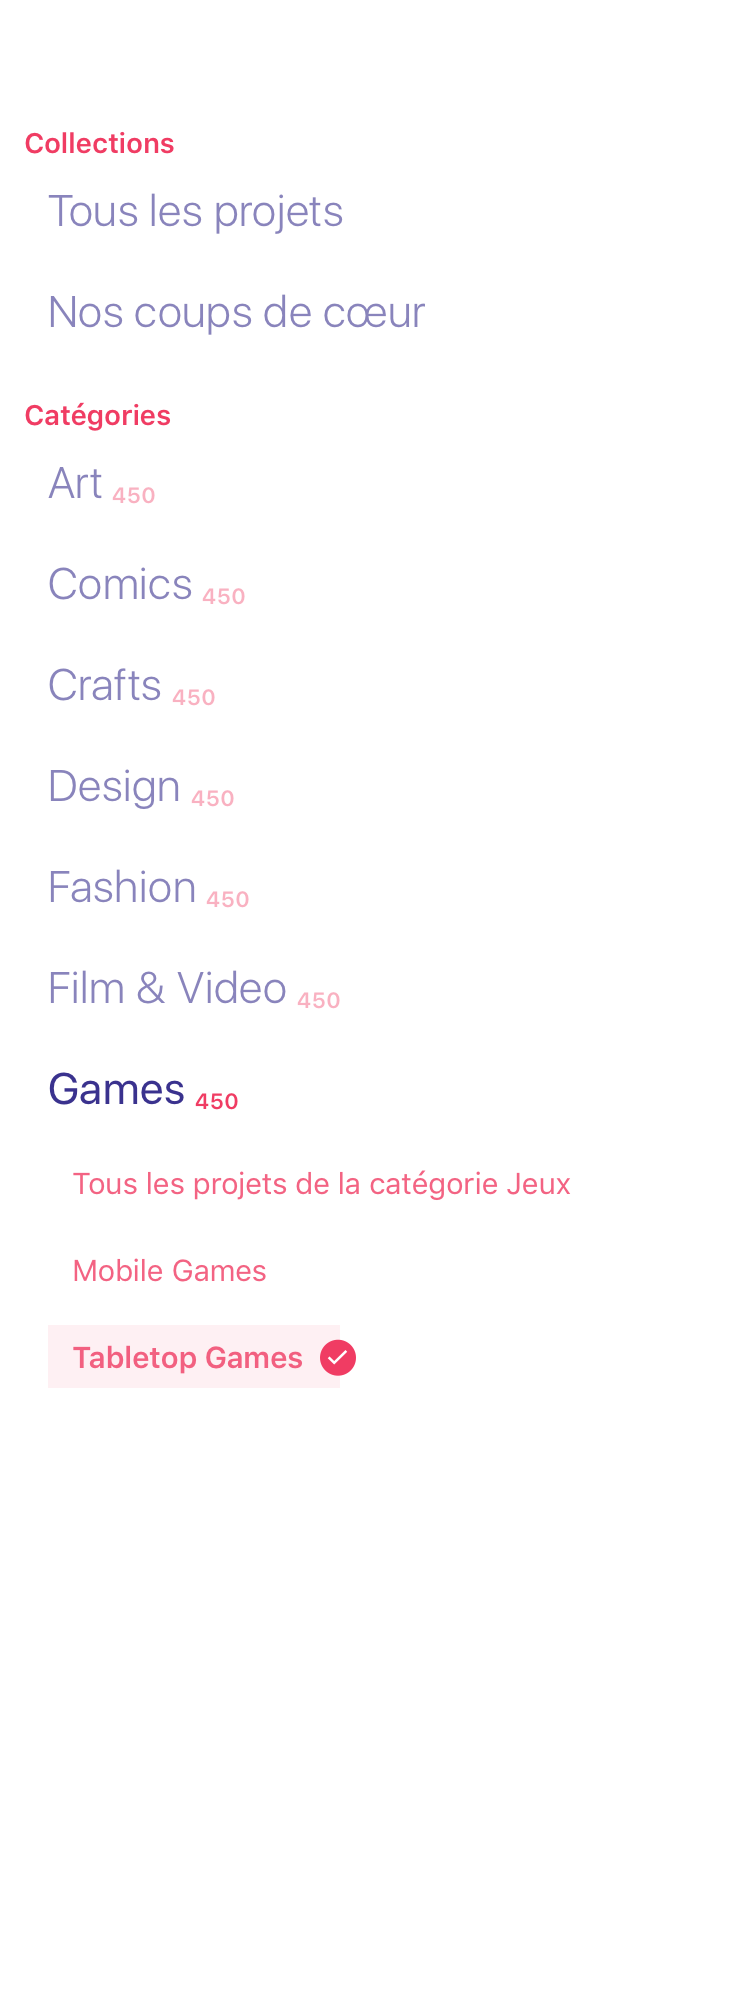 Collections
Tous les projets
Nos coups de cœur
Catégories
Art 450
Comics 450
Crafts 450
Design 450
Fashion 450
Film & Video 450
Games 450
Tous les projets de la catégorie Jeux
Mobile Games
Tabletop Games